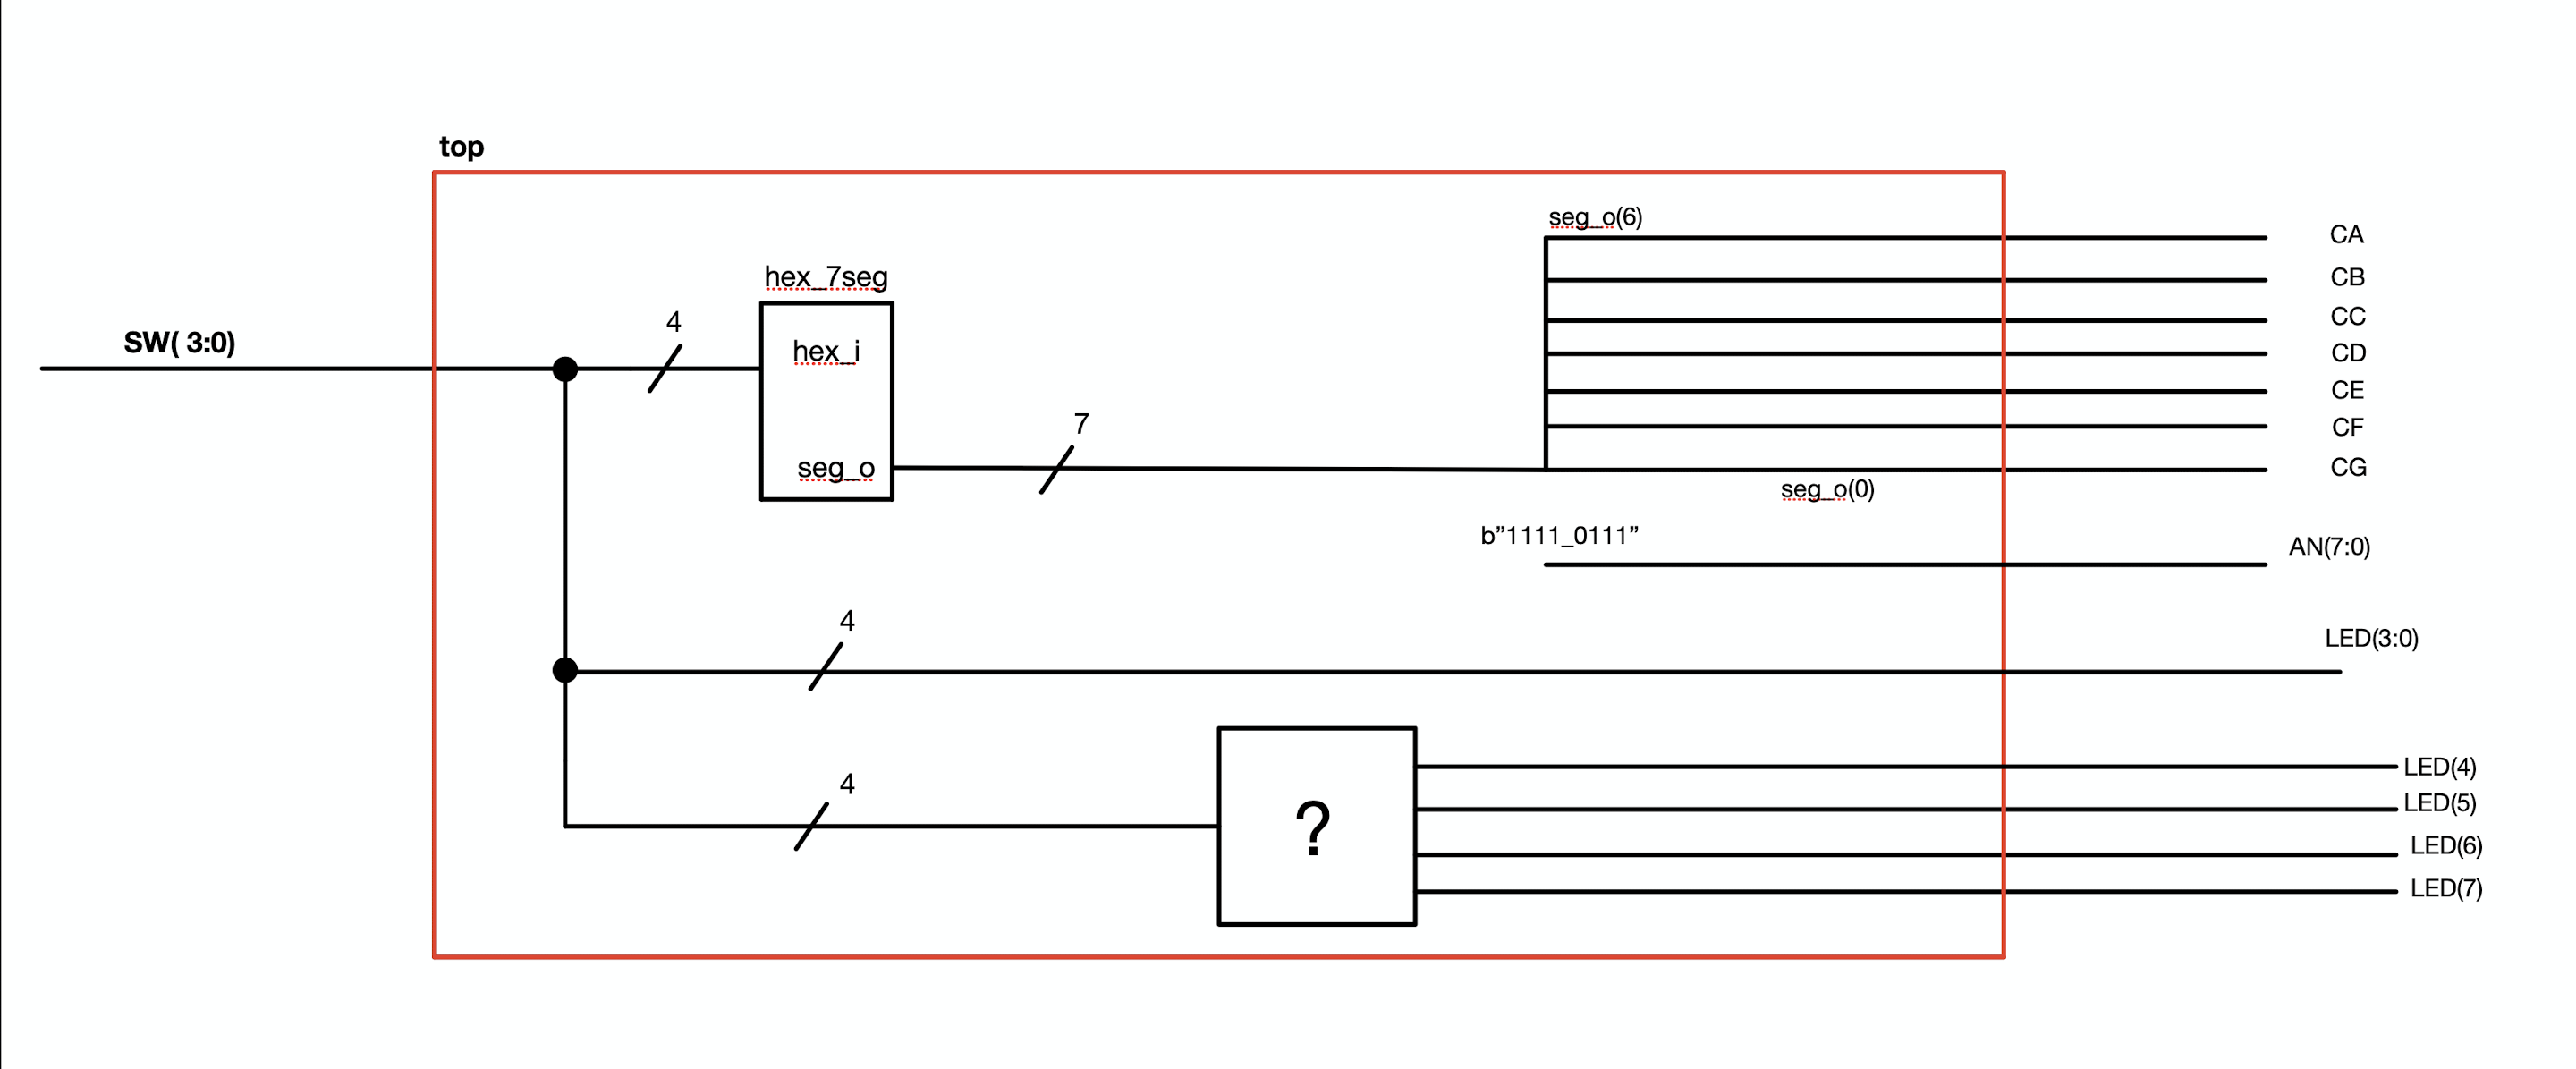 top
seg_o(6)
CA
hex_7seg
CB
4
CC
SW( 3:0)
hex_i
CD
CE
7
CF
seg_o
CG
seg_o(0)
b”1111_0111”
AN(7:0)
4
LED(3:0)
4
?
LED(4)
LED(5)
LED(6)
LED(7)